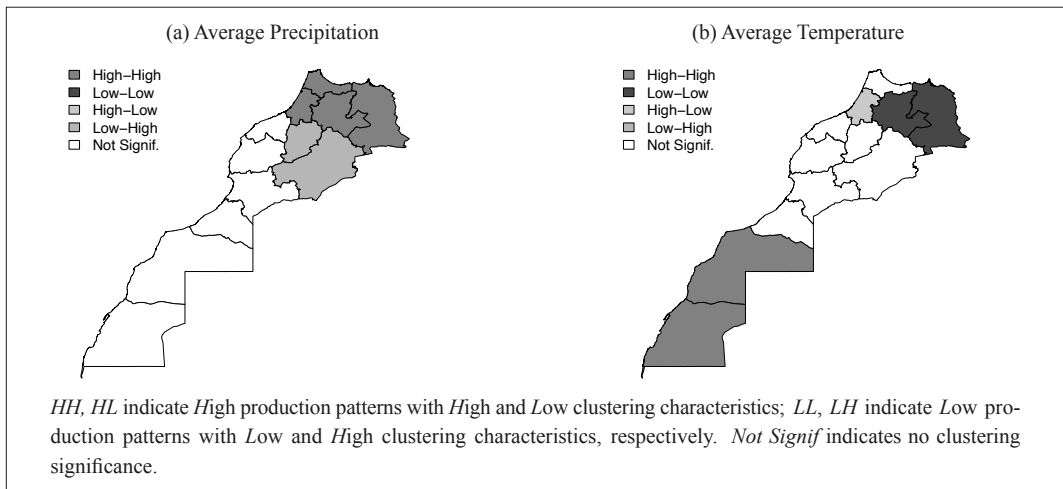 (a) Average Precipitation
High–High
Low–Low
High–Low
Low–High
Not Signif.
(b) Average Temperature
High–High
Low–Low
High–Low
Low–High
Not Signif.
HH, HL indicate High production patterns with High and Low clustering characteristics; LL, LH indicate Low pro-
duction patterns with Low and High clustering characteristics, respectively. Not Signif indicates no clustering
significance.